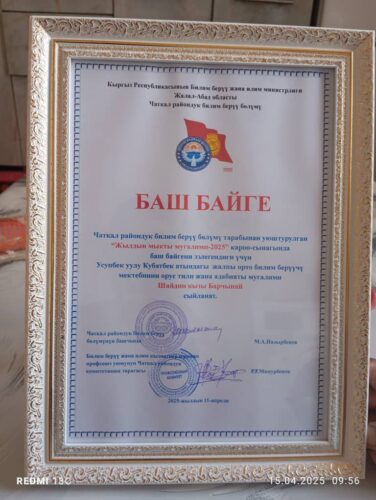 Кыргыз Республикасынын Билим берүү жана илим министрлиги
Жалал-Абад областы
Чаткал райондук билим берүү бөлүмү
БАШ БАЙГЕ
Чаткал райондук билим берүү бөлүмү тарабынан уюштурулган
“Жылдын мыкты мугалими-2025” кароо-сынагында
баш байгени ээлегендиги үчүн
Усупбек уулу Кубатбек атындагы жалпы орто билим берүүчү
мектебинин орус тили жана адабияты мугалими
Шайдин кызы Барчынай
сыйланат.
Чаткал райондук билим берүү
бөлүмүнүн башчысы М.А.Назырбеков
Билим берүү жана илим кызматкерлеринин
профсоюз уюмунун Чаткал райондук
комитетинин төрагасы
2025-жылдын 11-апрели
REDMI 13C
15.04.2025 09:56